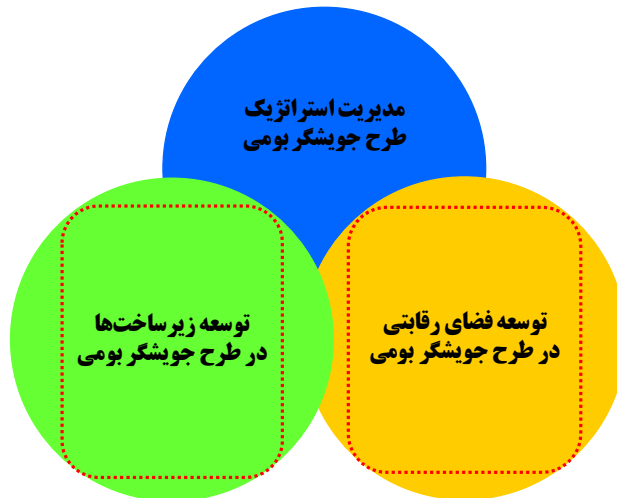 مدیریت استراتژیک
طرح جویشگر بومی
توسعه فضای رقابتی
در طرح جویشگر بومی
توسعه زیرساخت‌ها
در طرح جویشگر بومی